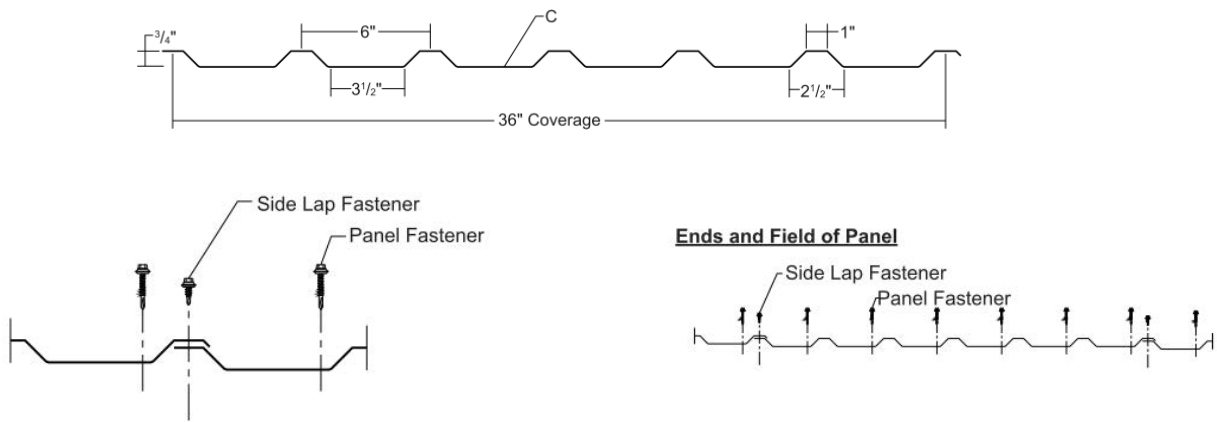 C
3/4"
6"
1"
3 1/2"
2 1/2"
36" Coverage
Side Lap Fastener
Panel Fastener
Ends and Field of Panel
Side Lap Fastener
Panel Fastener